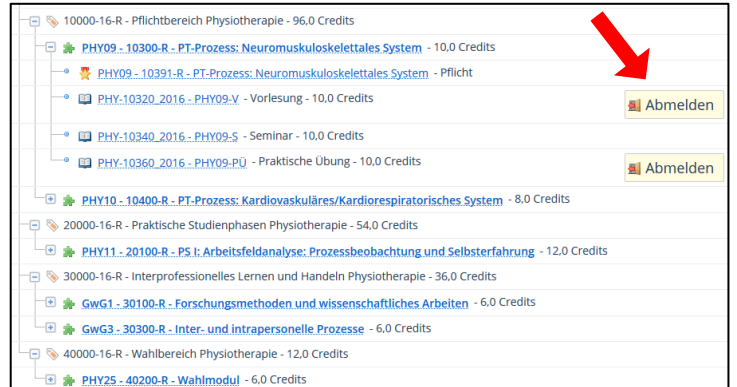 10000-16-R - Pflichtbereich Physiotherapie - 96,0 Credits
PHY09 - 10300-R - PT-Prozess: Neuromuskuloskelettales System - 10,0 Credits
PHY09 - 10391-R - PT-Prozess: Neuromuskuloskelettales System - Pflicht
PHY-10320_2016 - PHY09-V - Vorlesung - 10,0 Credits Abmelden
PHY-10340_2016 - PHY09-S - Seminar - 10,0 Credits
PHY-10360_2016 - PHY09-PÜ - Praktische Übung - 10,0 Credits Abmelden
PHY10 - 10400-R - PT-Prozess: Kardiovaskuläres/Kardiorespiratorisches System - 8,0 Credits
20000-16-R - Praktische Studienphasen Physiotherapie - 54,0 Credits
PHY11 - 20100-R - PS I: Arbeitsfeldanalyse: Prozessbeobachtung und Selbsterfahrung - 12,0 Credits
30000-16-R - Interprofessionelles Lernen und Handeln Physiotherapie - 36,0 Credits
GwG1 - 30100-R - Forschungsmethoden und wissenschaftliches Arbeiten - 6,0 Credits
GwG3 - 30300-R - Inter- und intrapersonelle Prozesse - 6,0 Credits
40000-16-R - Wahlbereich Physiotherapie - 12,0 Credits
PHY25 - 40200-R - Wahlmodul - 6,0 Credits